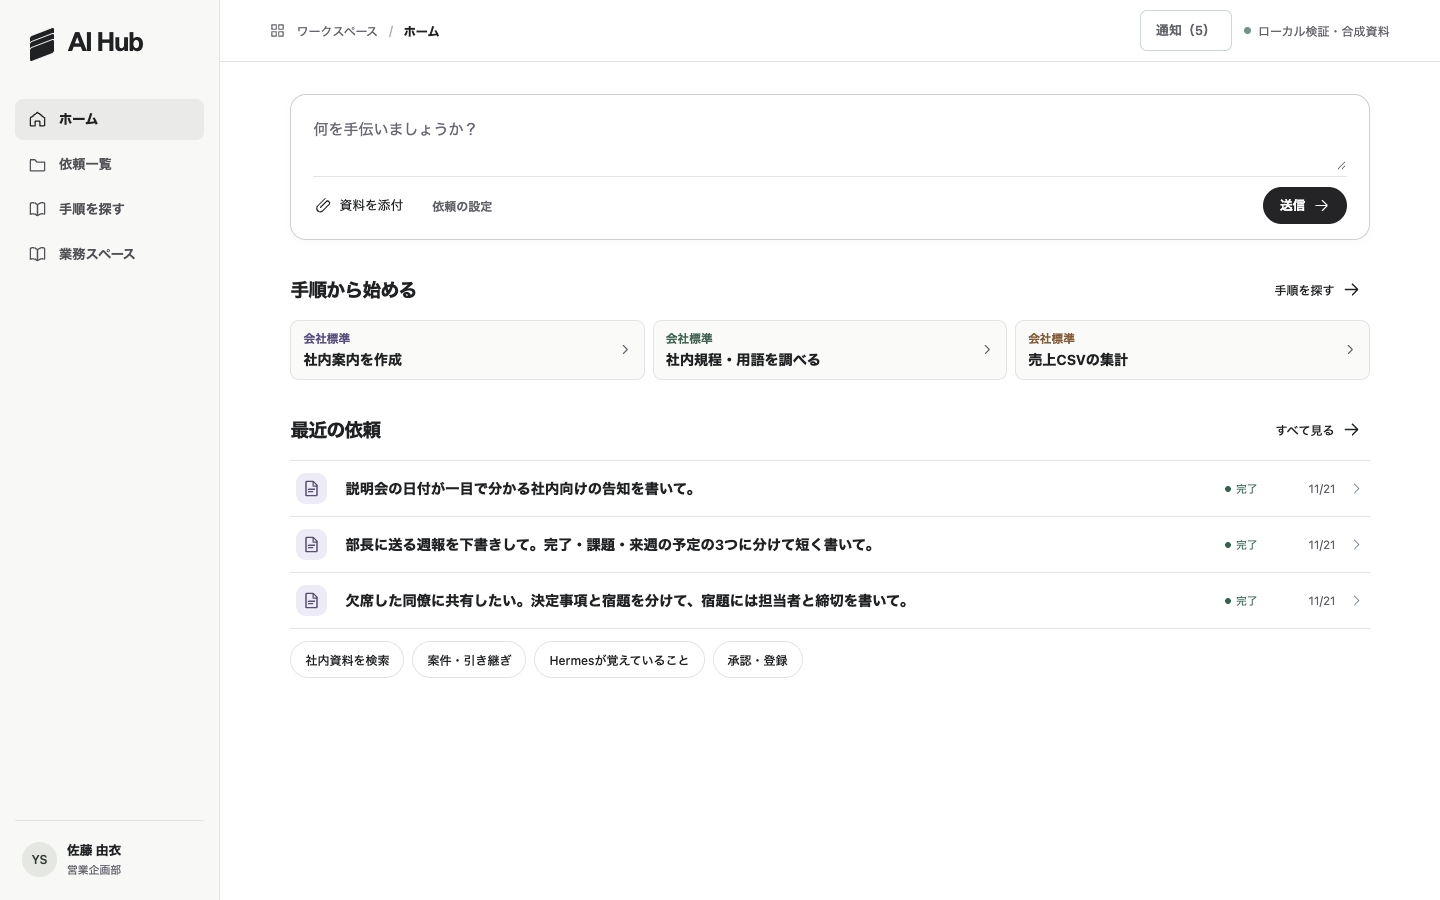 AI Hub
ホーム
依頼一覧
手順を探す
業務スペース
佐藤 由衣
営業企画部
YS
ワークスペース / ホーム
通知（5）
ローカル検証・合成資料
何を手伝いましょうか？
資料を添付
依頼の設定
送信
手順から始める
手順を探す
会社標準
社内案内を作成
会社標準
社内規程・用語を調べる
会社標準
売上CSVの集計
最近の依頼
すべて見る
説明会の日付が一目で分かる社内向けの告知を書いて。
完了
11/21
部長に送る週報を下書きして。完了・課題・来週の予定の3つに分けて短く書いて。
完了
11/21
欠席した同僚に共有したい。決定事項と宿題を分けて、宿題には担当者と締切を書いて。
完了
11/21
社内資料を検索
案件・引き継ぎ
Hermesが覚えていること
承認・登録